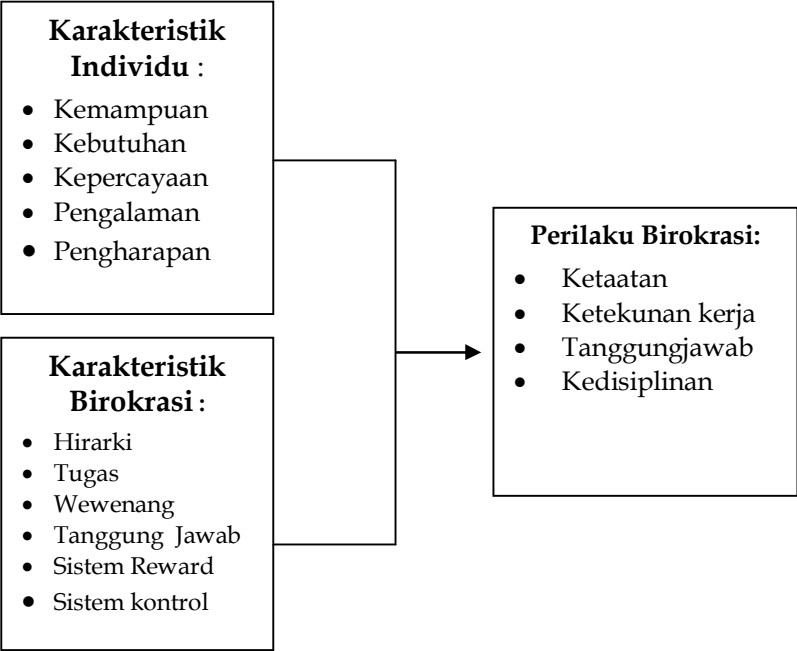 Karakteristik
Individu :
• Kemampuan
• Kebutuhan
• Kepercayaan
• Pengalaman
• Pengharapan
Karakteristik
Birokrasi :
• Hirarki
• Tugas
• Wewenang
• Tanggung Jawab
• Sistem Reward
• Sistem kontrol
Perilaku Birokrasi:
• Ketaatan
• Ketekunan kerja
• Tanggungjawab
• Kedisiplinan